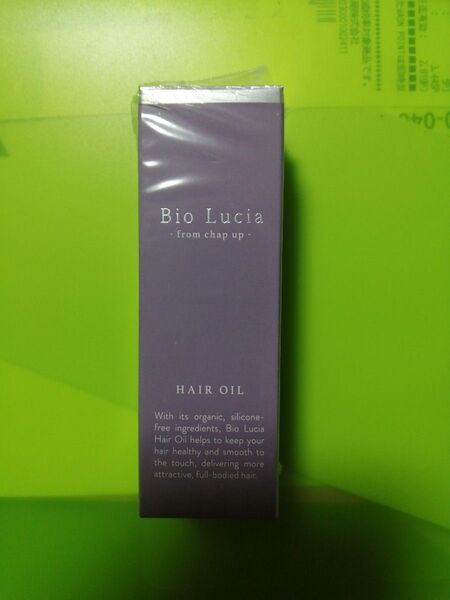 Bio Lucia
- from chap up -
HAIR OIL
With its organic, silicone-
free ingredients, Bio Lucia
Hair Oil helps to keep your
hair healthy and smooth to
the touch, delivering more
attractive, full-bodied hair.